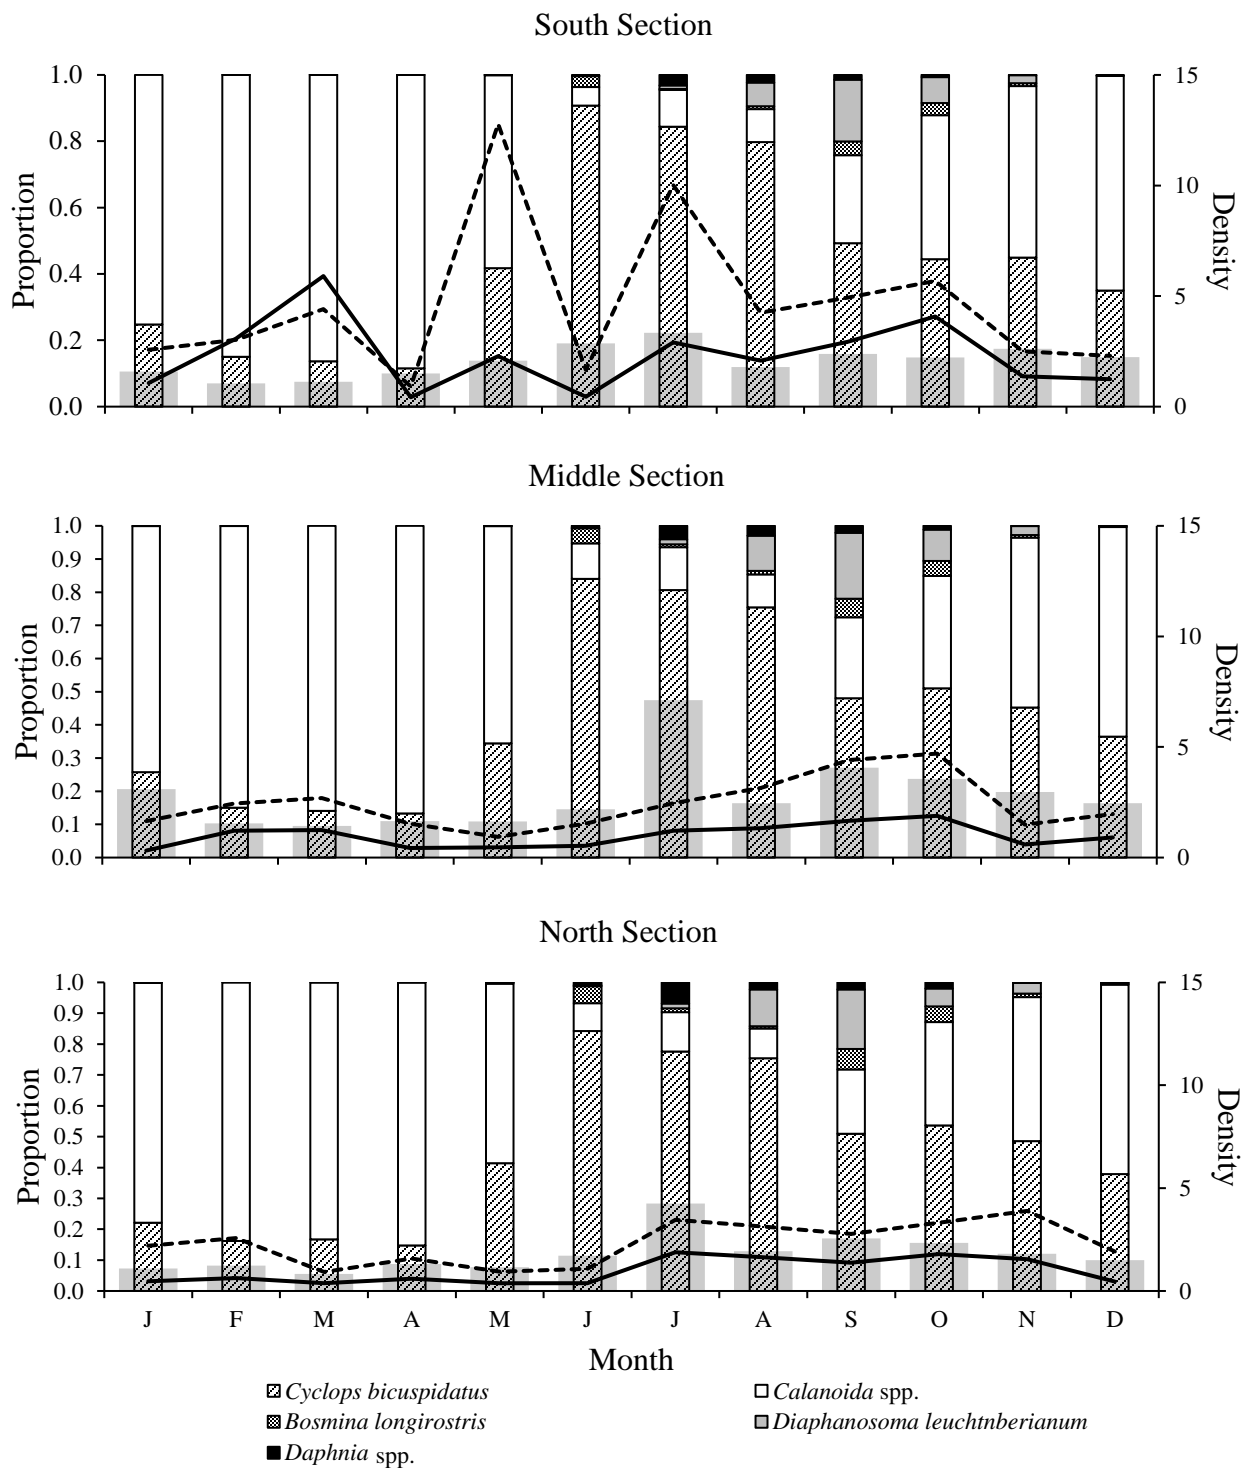 South Section
1.0
0.8
0.6
0.4
0.2
0.0
Proportion
15
10
5
0
Density
Middle Section
1.0
0.9
0.8
0.7
0.6
0.5
0.4
0.3
0.2
0.1
0.0
Proportion
15
10
5
0
Density
North Section
1.0
0.9
0.8
0.7
0.6
0.5
0.4
0.3
0.2
0.1
0.0
Proportion
15
10
5
0
Density
J F M A M J J A S O N D
Month
Cyclops bicuspidatus Calanoida spp.
Bosmina longirostris Diaphanosoma leuchtnberianum
Daphnia spp.